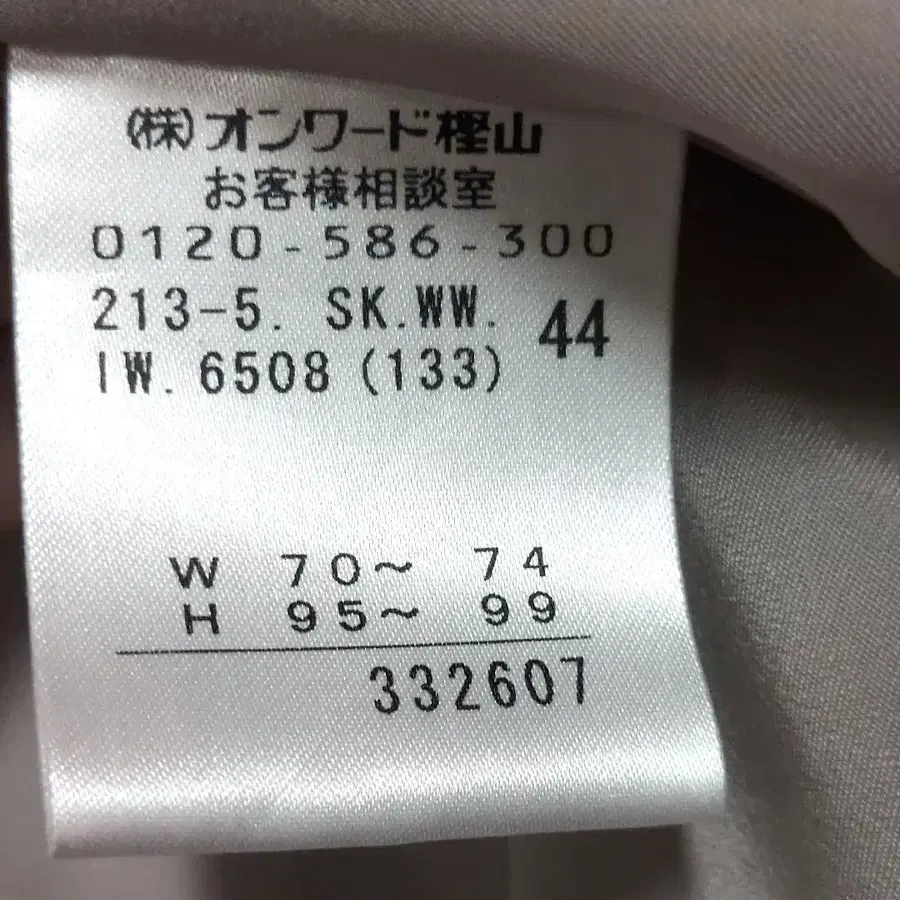 (株)オンワード樫山
お客様相談室
0120-586-300
213-5. SK.WW. 44
IW. 6508 (133)
W 70～ 74
H 95～ 99
332607